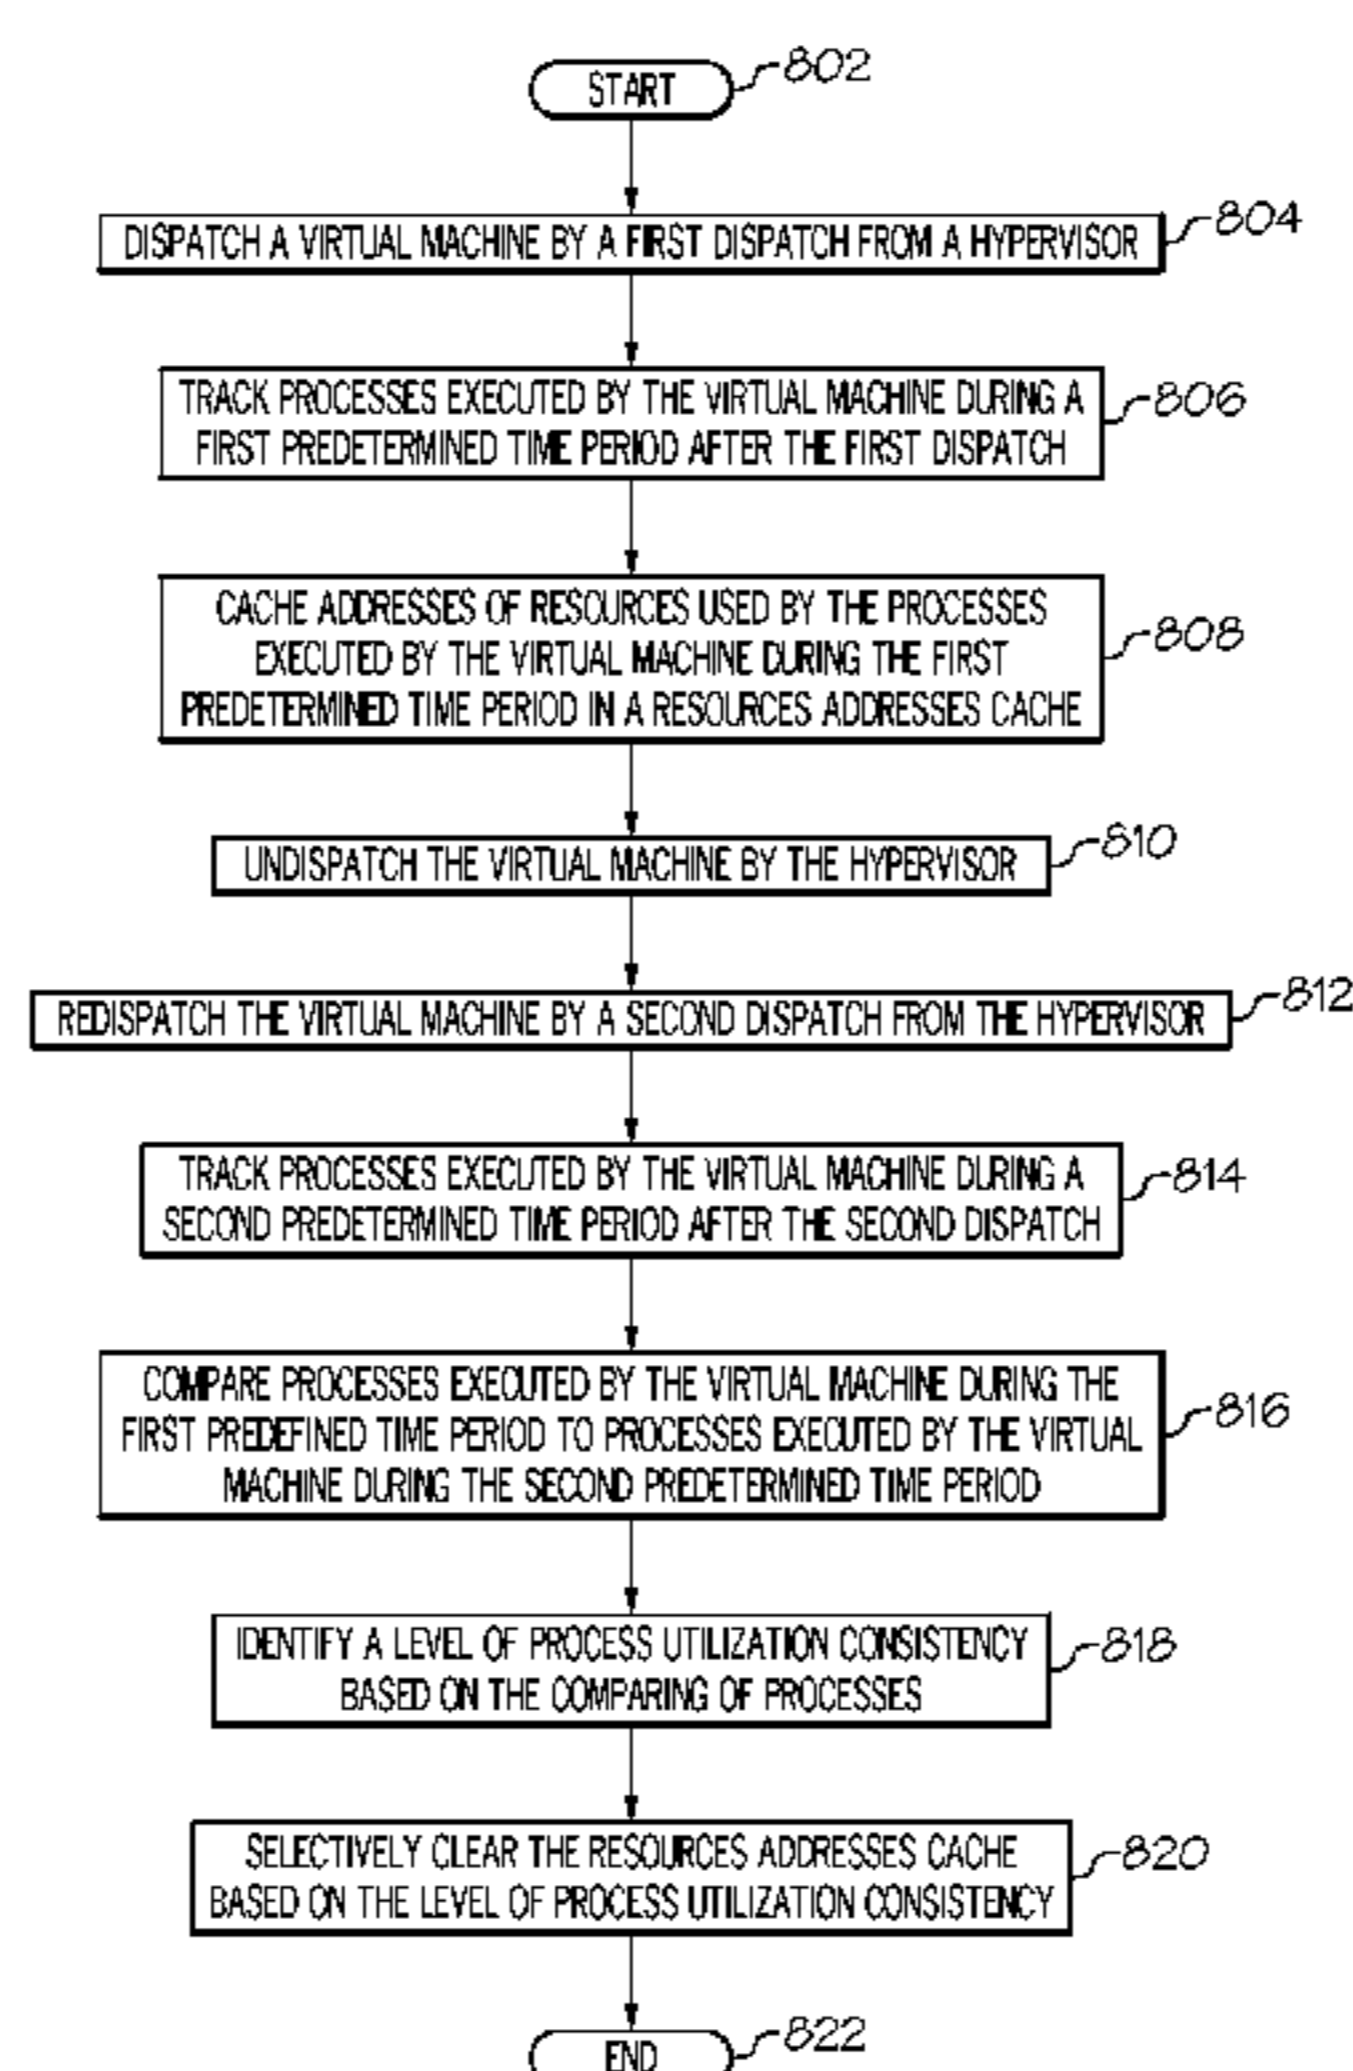 START
802
DISPATCH A VIRTUAL MACHINE BY A FIRST DISPATCH FROM A HYPERVISOR
804
TRACK PROCESSES EXECUTED BY THE VIRTUAL MACHINE DURING A
FIRST PREDETERMINED TIME PERIOD AFTER THE FIRST DISPATCH
806
CACHE ADDRESSES OF RESOURCES USED BY THE PROCESSES
EXECUTED BY THE VIRTUAL MACHINE DURING THE FIRST
PREDETERMINED TIME PERIOD IN A RESOURCES ADDRESSES CACHE
808
UNDISPATCH THE VIRTUAL MACHINE BY THE HYPERVISOR
810
REDISPATCH THE VIRTUAL MACHINE BY A SECOND DISPATCH FROM THE HYPERVISOR
812
TRACK PROCESSES EXECUTED BY THE VIRTUAL MACHINE DURING A
SECOND PREDETERMINED TIME PERIOD AFTER THE SECOND DISPATCH
814
COMPARE PROCESSES EXECUTED BY THE VIRTUAL MACHINE DURING THE
FIRST PREDEFINED TIME PERIOD TO PROCESSES EXECUTED BY THE VIRTUAL
MACHINE DURING THE SECOND PREDETERMINED TIME PERIOD
816
IDENTIFY A LEVEL OF PROCESS UTILIZATION CONSISTENCY
BASED ON THE COMPARING OF PROCESSES
818
SELECTIVELY CLEAR THE RESOURCES ADDRESSES CACHE
BASED ON THE LEVEL OF PROCESS UTILIZATION CONSISTENCY
820
END
822